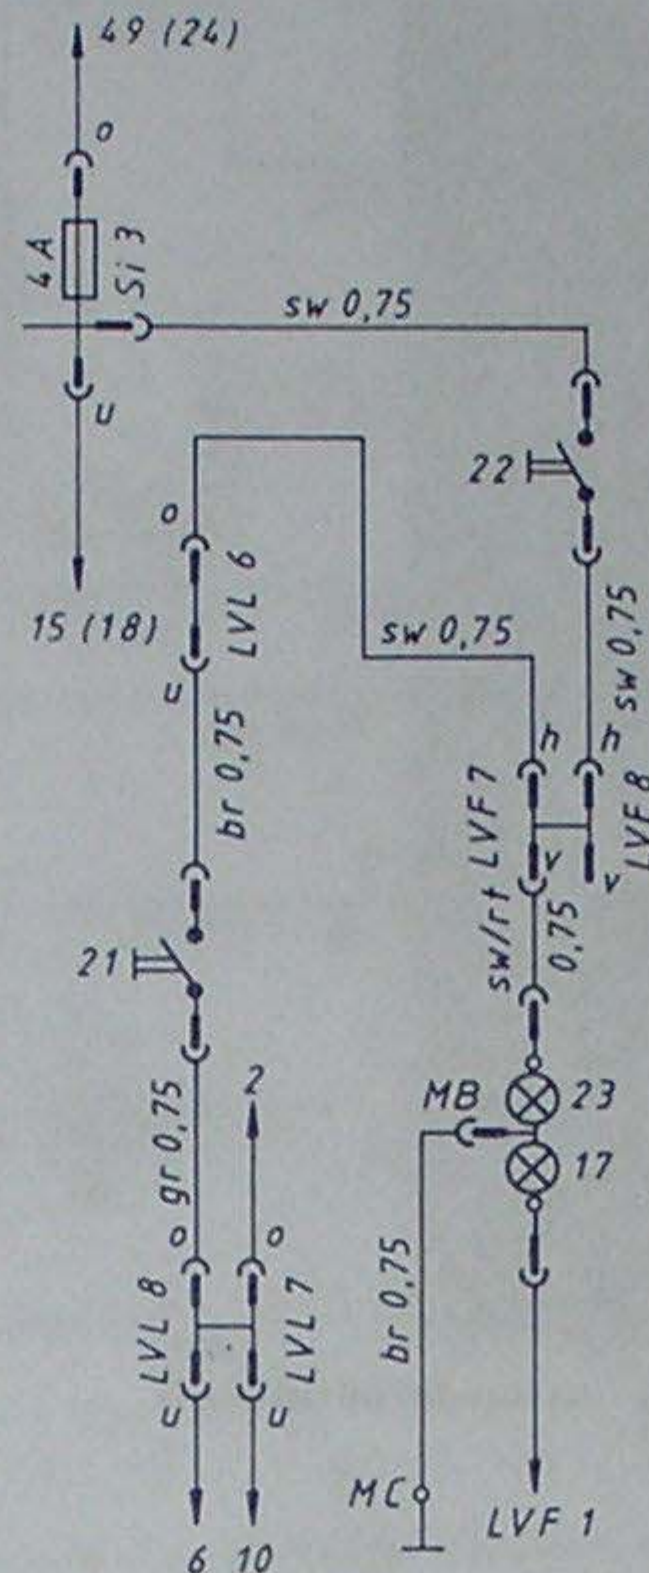 49 (24)
o
4 A
Si 3
sw 0,75
u
22
o
LVL 6
15 (18)
sw 0,75
sw 0,75
u
br 0,75
h
h
LVF 7
LVF 8
v
v
sw/rt
0,75
21
2
MB
23
17
gr 0,75
o
o
br 0,75
LVL 8
LVL 7
u
u
MC
LVF 1
6
10